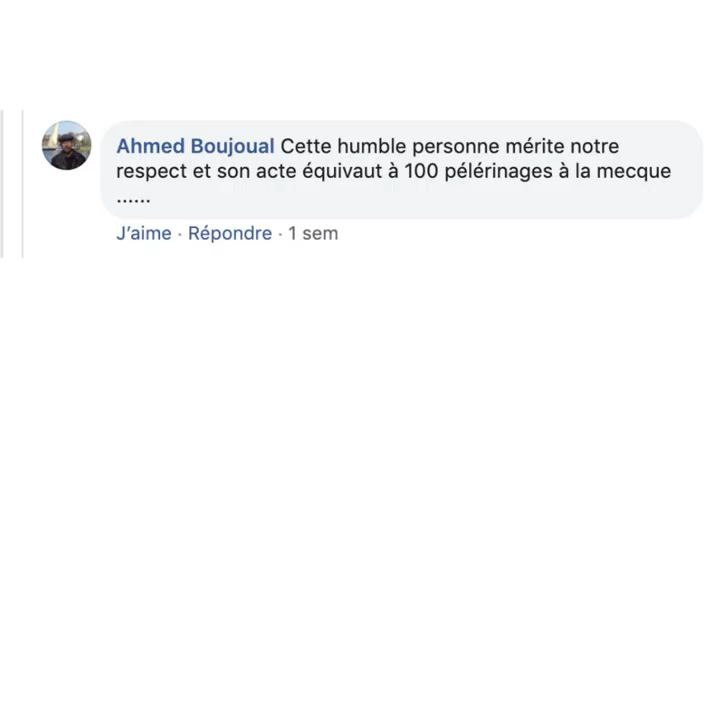 Ahmed Boujoual Cette humble personne mérite notre
respect et son acte équivaut à 100 pélérinages à la mecque
......
J'aime · Répondre · 1 sem